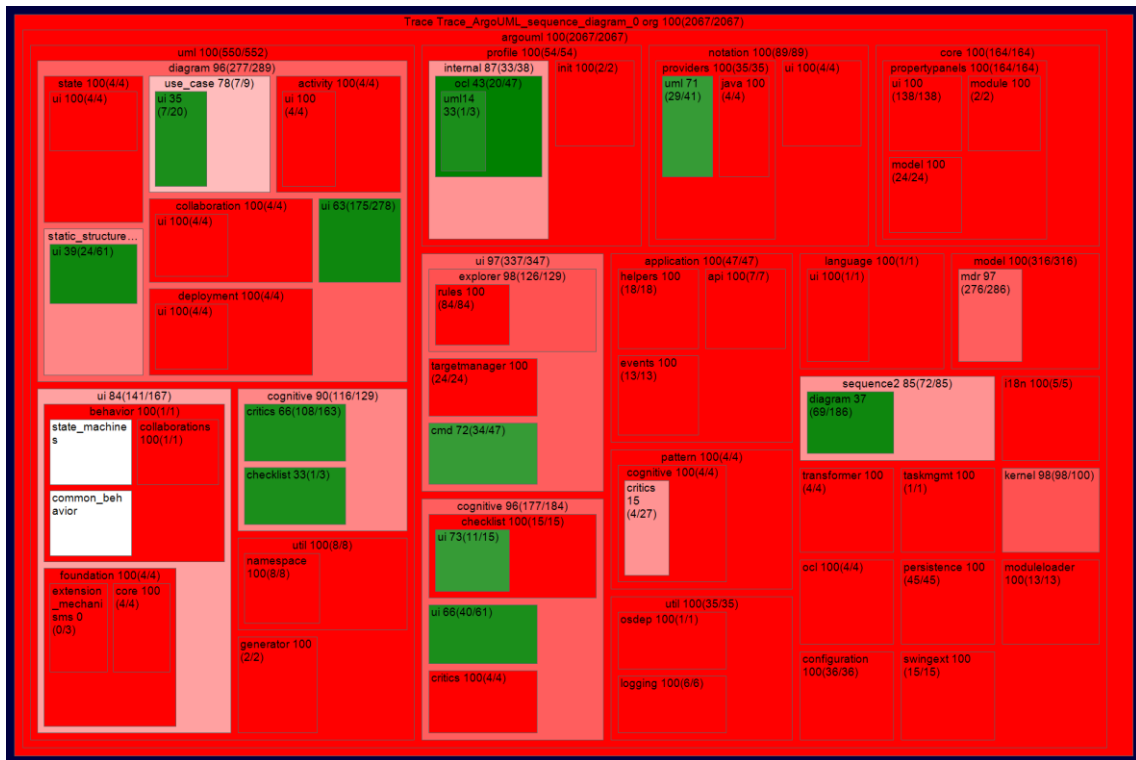 Trace Trace_ArgoUML_sequence_diagram_0 org 100(2067/2067)
argouml 100(2067/2067)
uml 100(550/552)
diagram 96(277/289)
state 100(4/4)
ui 100(4/4)
use_case 78(7/9)
ui 35
(7/20)
activity 100(4/4)
ui 100
(4/4)
collaboration 100(4/4)
ui 100(4/4)
ui 63(175/278)
static_structure...
ui 39(24/61)
deployment 100(4/4)
ui 100(4/4)
ui 84(141/167)
behavior 100(1/1)
state_machine
s
collaborations
100(1/1)
common_beh
avior
foundation 100(4/4)
extension
_mechani
sms 0
(0/3)
core 100
(4/4)
cognitive 90(116/129)
critics 66(108/163)
checklist 33(1/3)
util 100(8/8)
namespace
100(8/8)
generator 100
(2/2)
profile 100(54/54)
internal 87(33/38)
ocl 43(20/47)
uml14
33(1/3)
init 100(2/2)
notation 100(89/89)
providers 100(35/35)
uml 71
(29/41)
java 100
(4/4)
ui 100(4/4)
core 100(164/164)
propertypanels 100(164/164)
ui 100
(138/138)
module 100
(2/2)
model 100
(24/24)
ui 97(337/347)
explorer 98(126/129)
rules 100
(84/84)
targetmanager 100
(24/24)
cmd 72(34/47)
cognitive 96(177/184)
checklist 100(15/15)
ui 73(11/15)
ui 66(40/61)
critics 100(4/4)
application 100(47/47)
helpers 100
(18/18)
api 100(7/7)
events 100
(13/13)
pattern 100(4/4)
cognitive 100(4/4)
critics
15
(4/27)
util 100(35/35)
osdep 100(1/1)
logging 100(6/6)
language 100(1/1)
ui 100(1/1)
model 100(316/316)
mdr 97
(276/286)
sequence2 85(72/85)
diagram 37
(69/186)
i18n 100(5/5)
transformer 100
(4/4)
taskmgmt 100
(1/1)
kernel 98(98/100)
ocl 100(4/4)
persistence 100
(45/45)
moduleloader
100(13/13)
configuration
100(36/36)
swingext 100
(15/15)